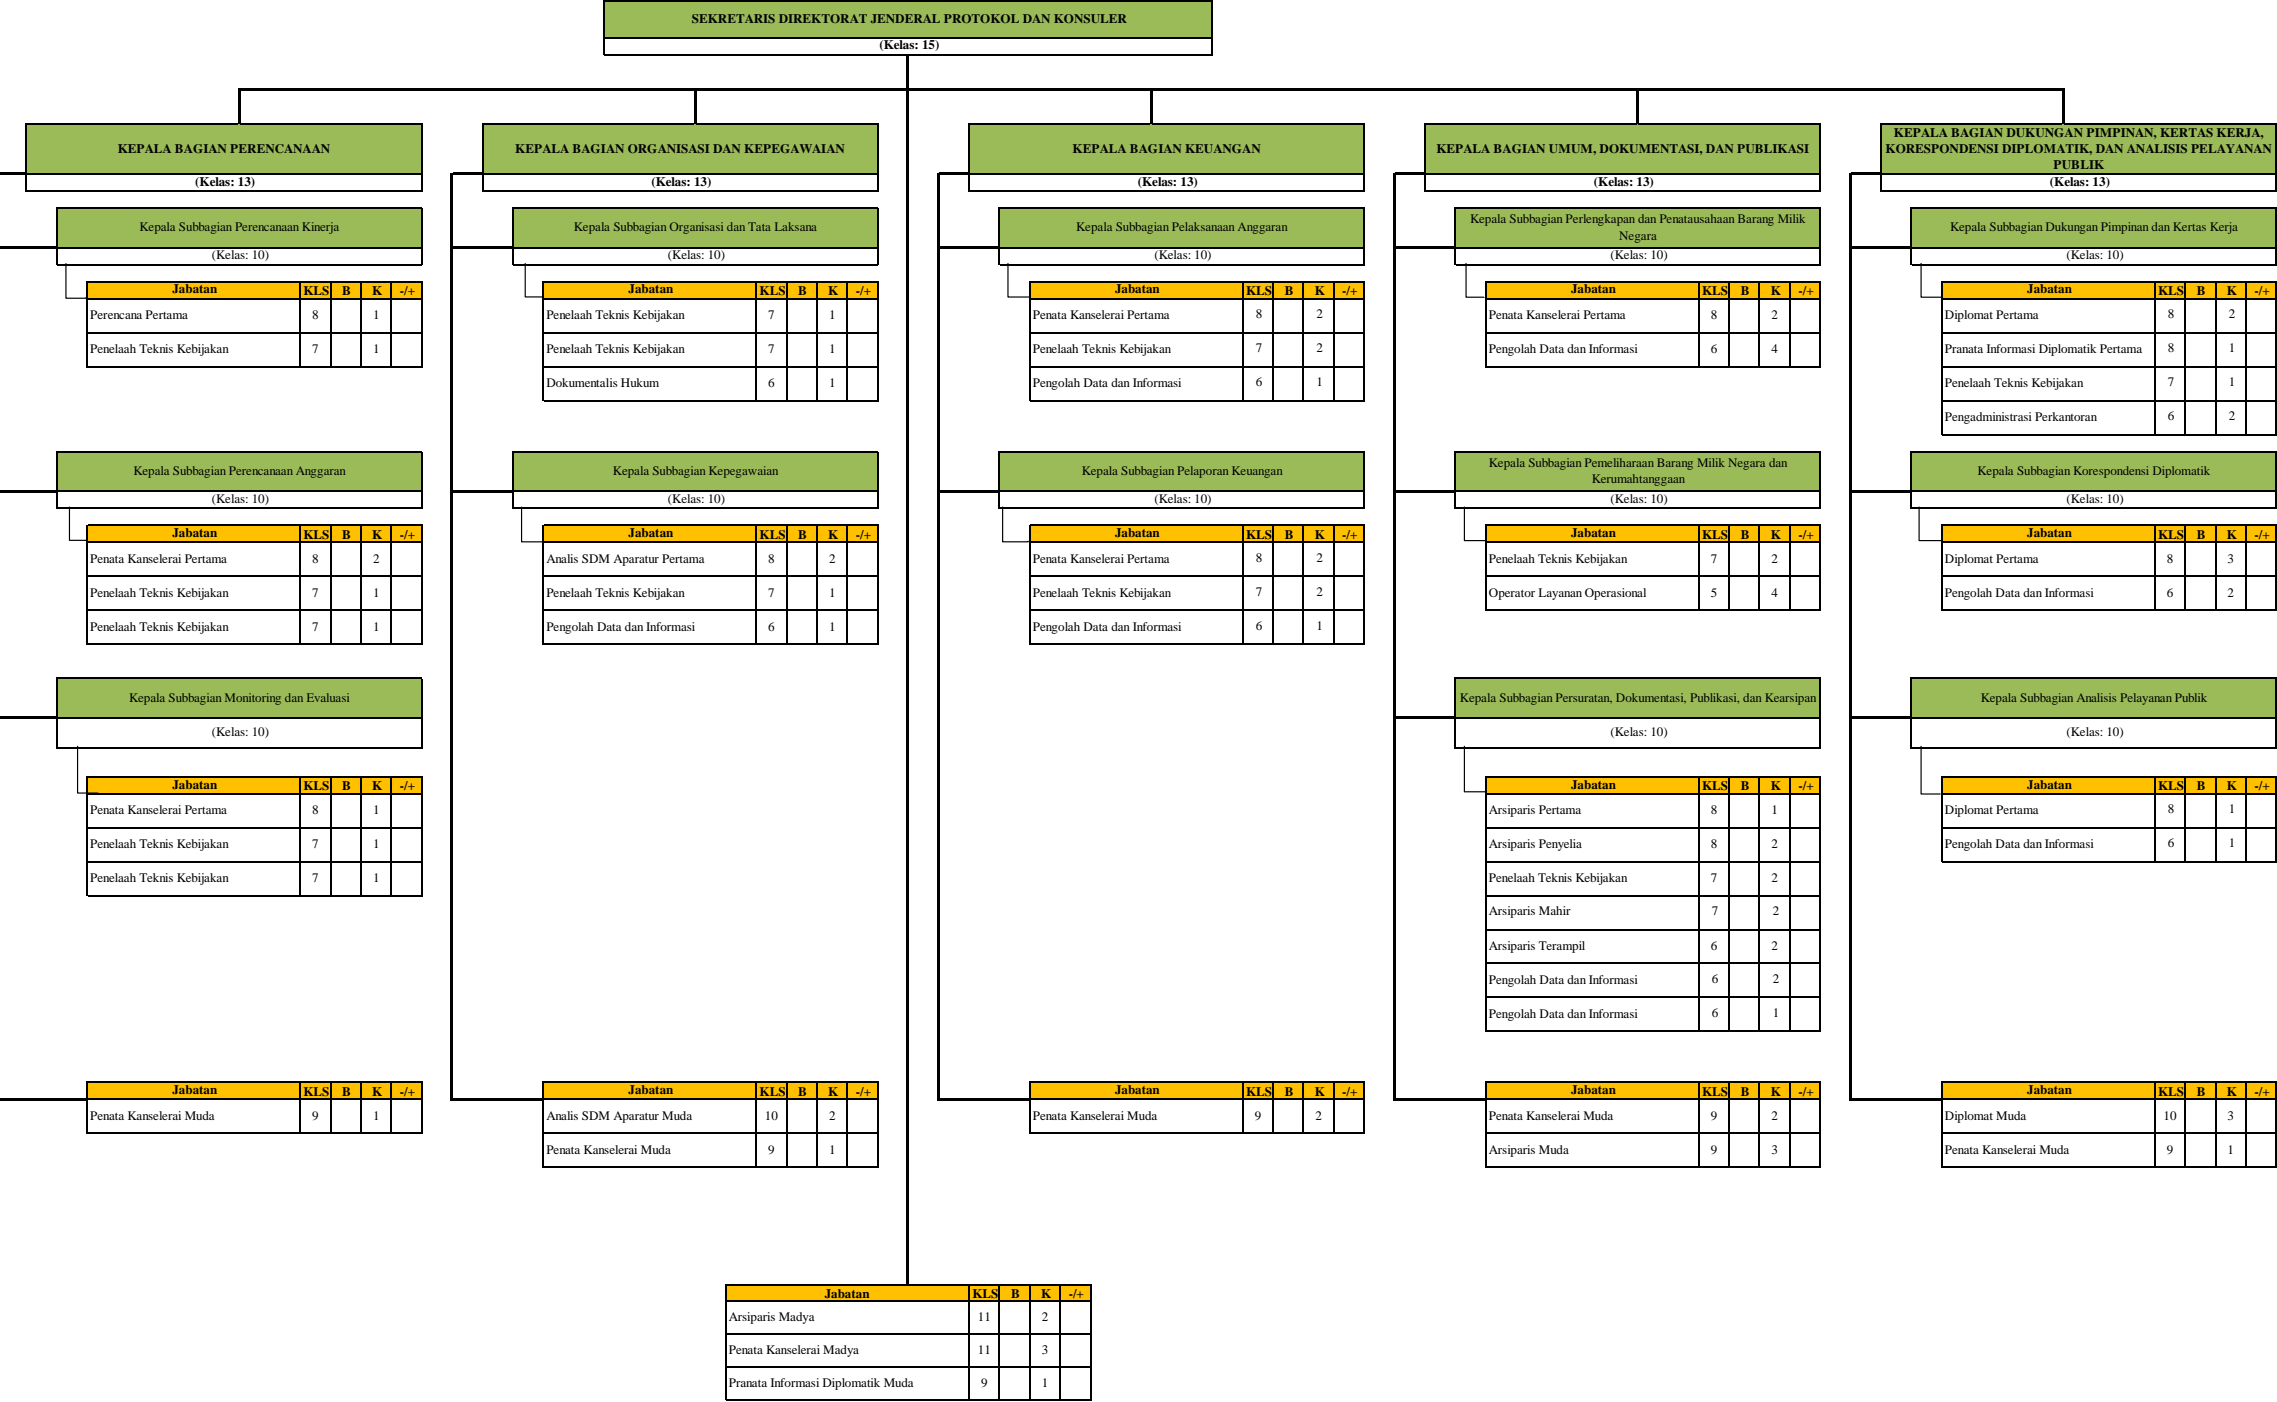 SEKRETARIS DIREKTORAT JENDERAL PROTOKOL DAN KONSULER
(Kelas: 15)
KEPALA BAGIAN PERENCANAAN
(Kelas: 13)
Kepala Subbagian Perencanaan Kinerja
(Kelas: 10)
Jabatan KLS B K -/+
Perencana Pertama 8 1
Penelaah Teknis Kebijakan 7 1
Kepala Subbagian Perencanaan Anggaran
(Kelas: 10)
Jabatan KLS B K -/+
Penata Kanselerai Pertama 8 2
Penelaah Teknis Kebijakan 7 1
Penelaah Teknis Kebijakan 7 1
Kepala Subbagian Monitoring dan Evaluasi
(Kelas: 10)
Jabatan KLS B K -/+
Penata Kanselerai Pertama 8 1
Penelaah Teknis Kebijakan 7 1
Penelaah Teknis Kebijakan 7 1
Jabatan KLS B K -/+
Penata Kanselerai Muda 9 1
KEPALA BAGIAN ORGANISASI DAN KEPEGAWAIAN
(Kelas: 13)
Kepala Subbagian Organisasi dan Tata Laksana
(Kelas: 10)
Jabatan KLS B K -/+
Penelaah Teknis Kebijakan 7 1
Penelaah Teknis Kebijakan 7 1
Dokumentalis Hukum 6 1
Kepala Subbagian Kepegawaian
(Kelas: 10)
Jabatan KLS B K -/+
Analis SDM Aparatur Pertama 8 2
Penelaah Teknis Kebijakan 7 1
Pengolah Data dan Informasi 6 1
Jabatan KLS B K -/+
Analis SDM Aparatur Muda 10 2
Penata Kanselerai Muda 9 1
KEPALA BAGIAN KEUANGAN
(Kelas: 13)
Kepala Subbagian Pelaksanaan Anggaran
(Kelas: 10)
Jabatan KLS B K -/+
Penata Kanselerai Pertama 8 2
Penelaah Teknis Kebijakan 7 2
Pengolah Data dan Informasi 6 1
Kepala Subbagian Pelaporan Keuangan
(Kelas: 10)
Jabatan KLS B K -/+
Penata Kanselerai Pertama 8 2
Penelaah Teknis Kebijakan 7 2
Pengolah Data dan Informasi 6 1
Jabatan KLS B K -/+
Penata Kanselerai Muda 9 2
KEPALA BAGIAN UMUM, DOKUMENTASI, DAN PUBLIKASI
(Kelas: 13)
Kepala Subbagian Perlengkapan dan Penatausahaan Barang Milik
Negara
(Kelas: 10)
Jabatan KLS B K -/+
Penata Kanselerai Pertama 8 2
Pengolah Data dan Informasi 6 4
Kepala Subbagian Pemeliharaan Barang Milik Negara dan
Kerumahtanggaan
(Kelas: 10)
Jabatan KLS B K -/+
Penelaah Teknis Kebijakan 7 2
Operator Layanan Operasional 5 4
Kepala Subbagian Persuratan, Dokumentasi, Publikasi, dan Kearsipan
(Kelas: 10)
Jabatan KLS B K -/+
Arsiparis Pertama 8 1
Arsiparis Penyelia 8 2
Penelaah Teknis Kebijakan 7 2
Arsiparis Mahir 7 2
Arsiparis Terampil 6 2
Pengolah Data dan Informasi 6 2
Pengolah Data dan Informasi 6 1
Jabatan KLS B K -/+
Penata Kanselerai Muda 9 2
Arsiparis Muda 9 3
KEPALA BAGIAN DUKUNGAN PIMPINAN, KERTAS KERJA,
KORESPONDENSI DIPLOMATIK, DAN ANALISIS PELAYANAN
PUBLIK
(Kelas: 13)
Kepala Subbagian Dukungan Pimpinan dan Kertas Kerja
(Kelas: 10)
Jabatan KLS B K -/+
Diplomat Pertama 8 2
Pranata Informasi Diplomatik Pertama 8 1
Penelaah Teknis Kebijakan 7 1
Pengadministrasi Perkantoran 6 2
Kepala Subbagian Korespondensi Diplomatik
(Kelas: 10)
Jabatan KLS B K -/+
Diplomat Pertama 8 3
Pengolah Data dan Informasi 6 2
Kepala Subbagian Analisis Pelayanan Publik
(Kelas: 10)
Jabatan KLS B K -/+
Diplomat Pertama 8 1
Pengolah Data dan Informasi 6 1
Jabatan KLS B K -/+
Diplomat Muda 10 3
Penata Kanselerai Muda 9 1
Jabatan KLS B K -/+
Arsiparis Madya 11 2
Penata Kanselerai Madya 11 3
Pranata Informasi Diplomatik Muda 9 1